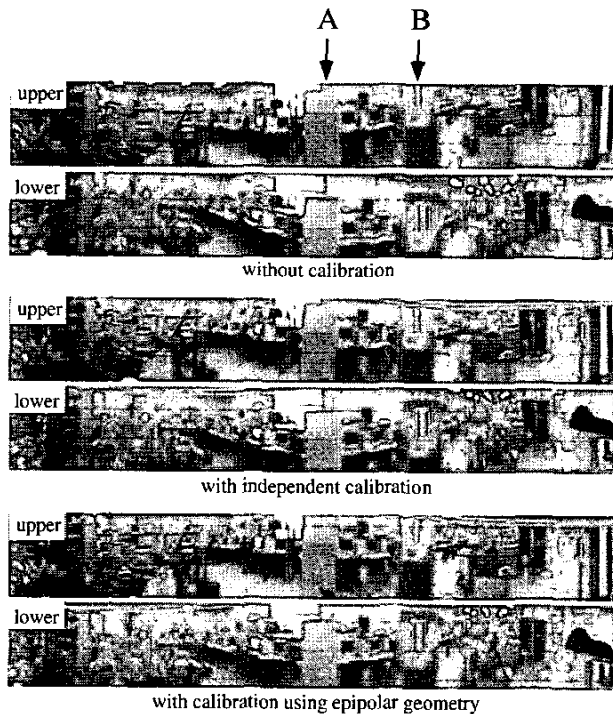 A B
upper
lower
without calibration
upper
lower
with independent calibration
upper
lower
with calibration using epipolar geometry